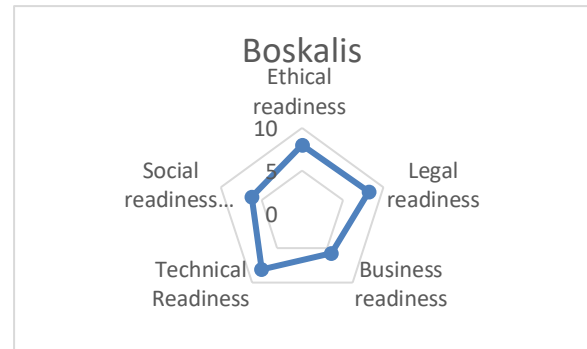 Boskalis
Ethical
readiness
10
5
0
Legal
readiness
Business
readiness
Technical
Readiness
Social
readiness...